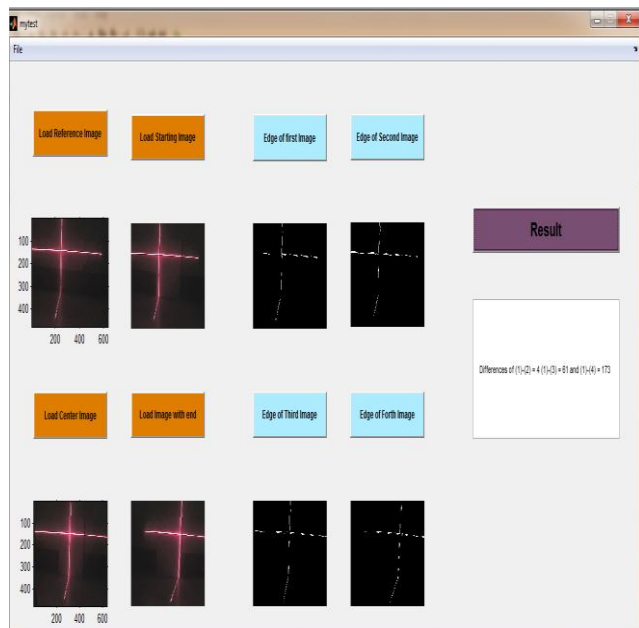 mytest
File
Load Reference Image
Load Starting Image
Edge of first Image
Edge of Second Image
Result
100
200
300
400
200 400 600
Differences of (1)-(2) = 4 (1)-(3) = 61 and (1)-(4) = 173
Load Center Image
Load Image with end
Edge of Third Image
Edge of Forth Image
100
200
300
400
200 400 600